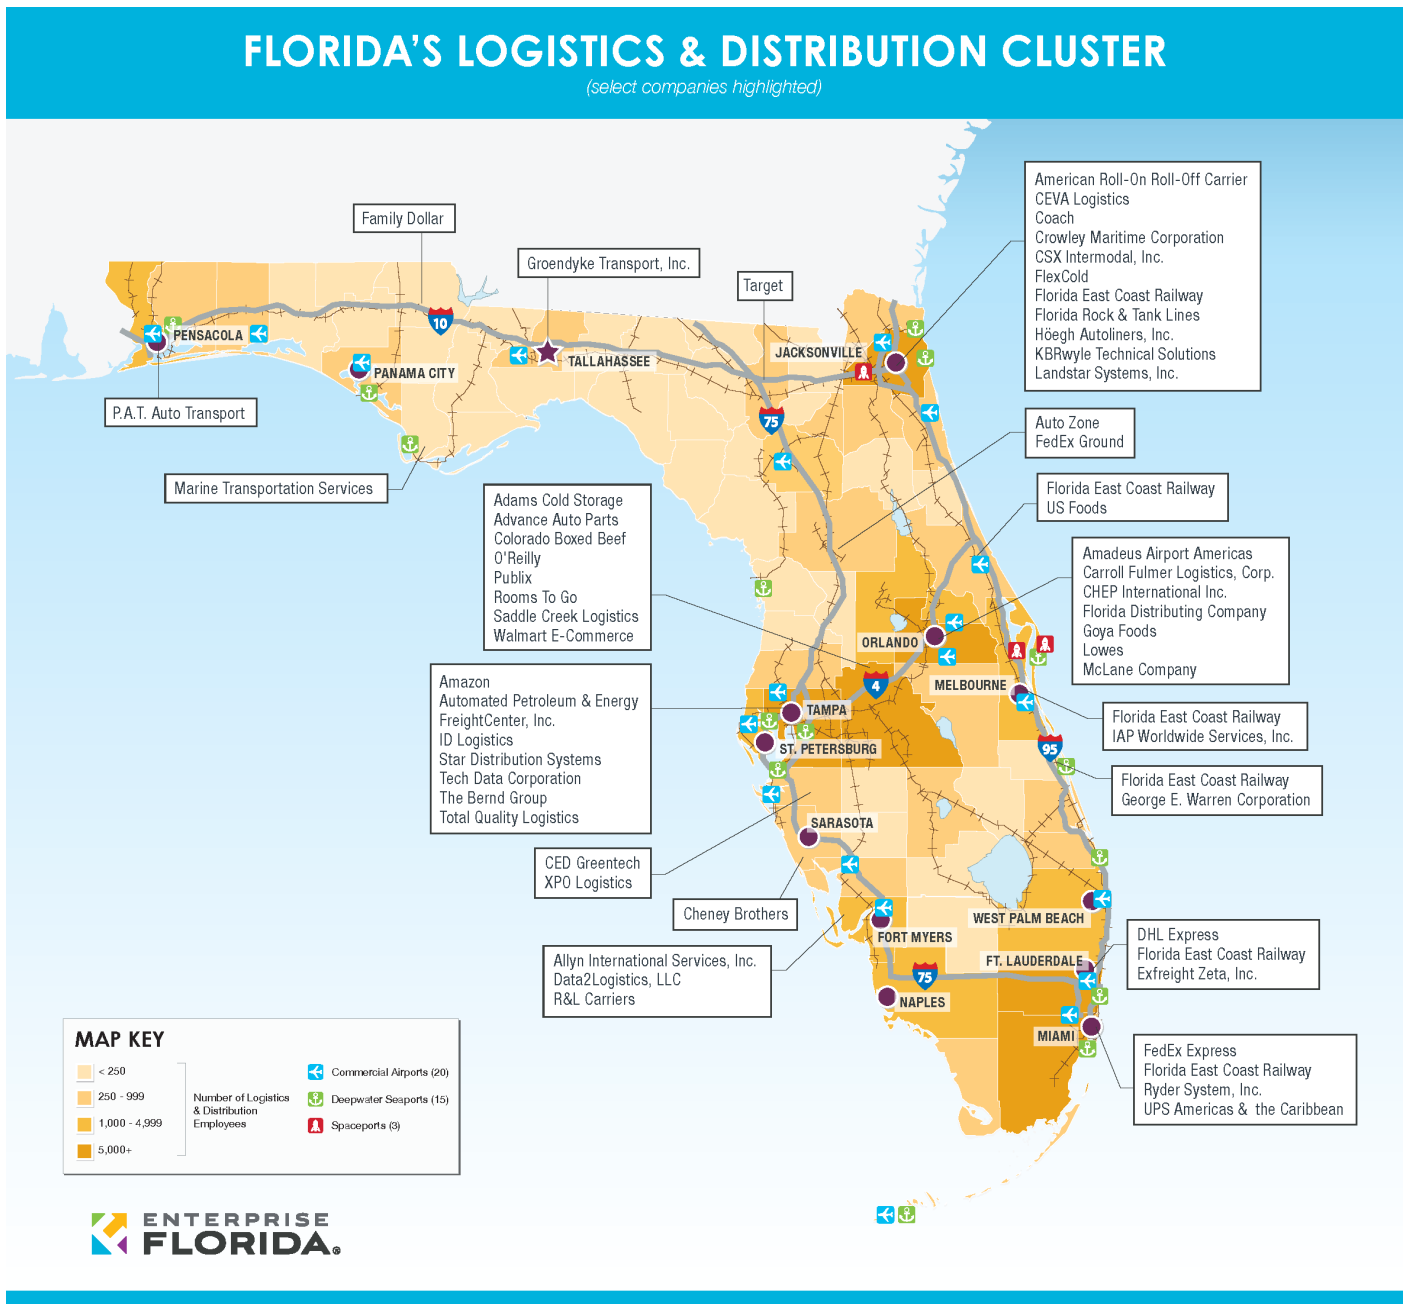 FLORIDA'S LOGISTICS & DISTRIBUTION CLUSTER
(select companies highlighted)
American Roll-On Roll-Off Carrier
CEVA Logistics
Coach
Crowley Maritime Corporation
CSX Intermodal, Inc.
FlexCold
Florida East Coast Railway
Florida Rock & Tank Lines
Höegh Autoliners, Inc.
KBRwyle Technical Solutions
Landstar Systems, Inc.
Family Dollar
Groendyke Transport, Inc.
Target
10
PENSACOLA
TALLAHASSEE
JACKSONVILLE
PANAMA CITY
P.A.T. Auto Transport
75
Auto Zone
FedEx Ground
Marine Transportation Services
Florida East Coast Railway
US Foods
Adams Cold Storage
Advance Auto Parts
Colorado Boxed Beef
O'Reilly
Publix
Rooms To Go
Saddle Creek Logistics
Walmart E-Commerce
Amadeus Airport Americas
Carroll Fulmer Logistics, Corp.
CHEP International Inc.
Florida Distributing Company
Goya Foods
Lowes
McLane Company
ORLANDO
4
MELBOURNE
Amazon
Automated Petroleum & Energy
FreightCenter, Inc.
ID Logistics
Star Distribution Systems
Tech Data Corporation
The Bernd Group
Total Quality Logistics
TAMPA
ST. PETERSBURG
Florida East Coast Railway
IAP Worldwide Services, Inc.
95
Florida East Coast Railway
George E. Warren Corporation
SARASOTA
CED Greentech
XPO Logistics
Cheney Brothers
WEST PALM BEACH
FORT MYERS
Allyn International Services, Inc.
Data2Logistics, LLC
R&L Carriers
FT. LAUDERDALE
DHL Express
Florida East Coast Railway
Exfreight Zeta, Inc.
75
NAPLES
MIAMI
FedEx Express
Florida East Coast Railway
Ryder System, Inc.
UPS Americas & the Caribbean
MAP KEY
< 250
250 - 999
1,000 - 4,999
5,000+
Number of Logistics
& Distribution
Employees
Commercial Airports (20)
Deepwater Seaports (15)
Spaceports (3)
ENTERPRISE
FLORIDA®